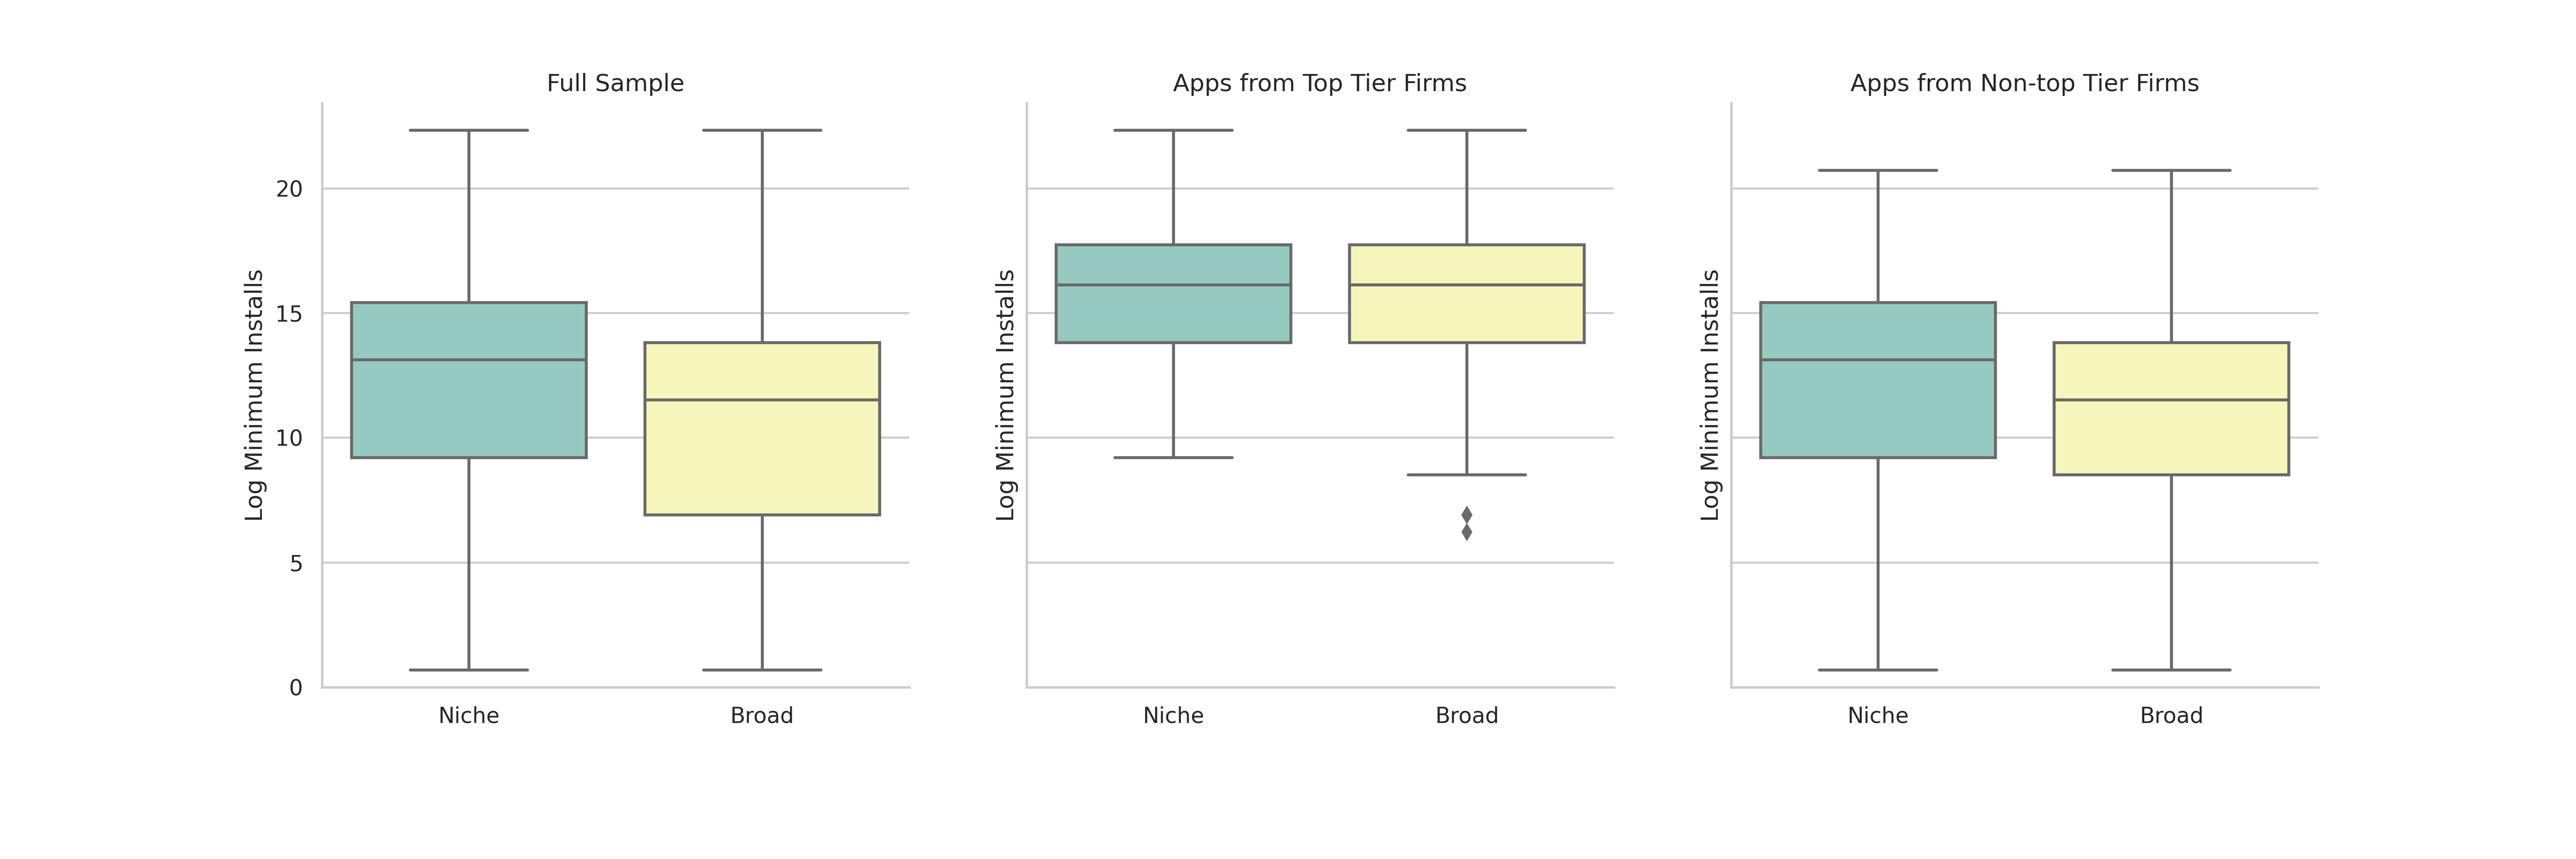 Full Sample
Log Minimum Installs
20
15
10
5
0
Niche
Broad
Apps from Top Tier Firms
Log Minimum Installs
Niche
Broad
Apps from Non-top Tier Firms
Log Minimum Installs
Niche
Broad